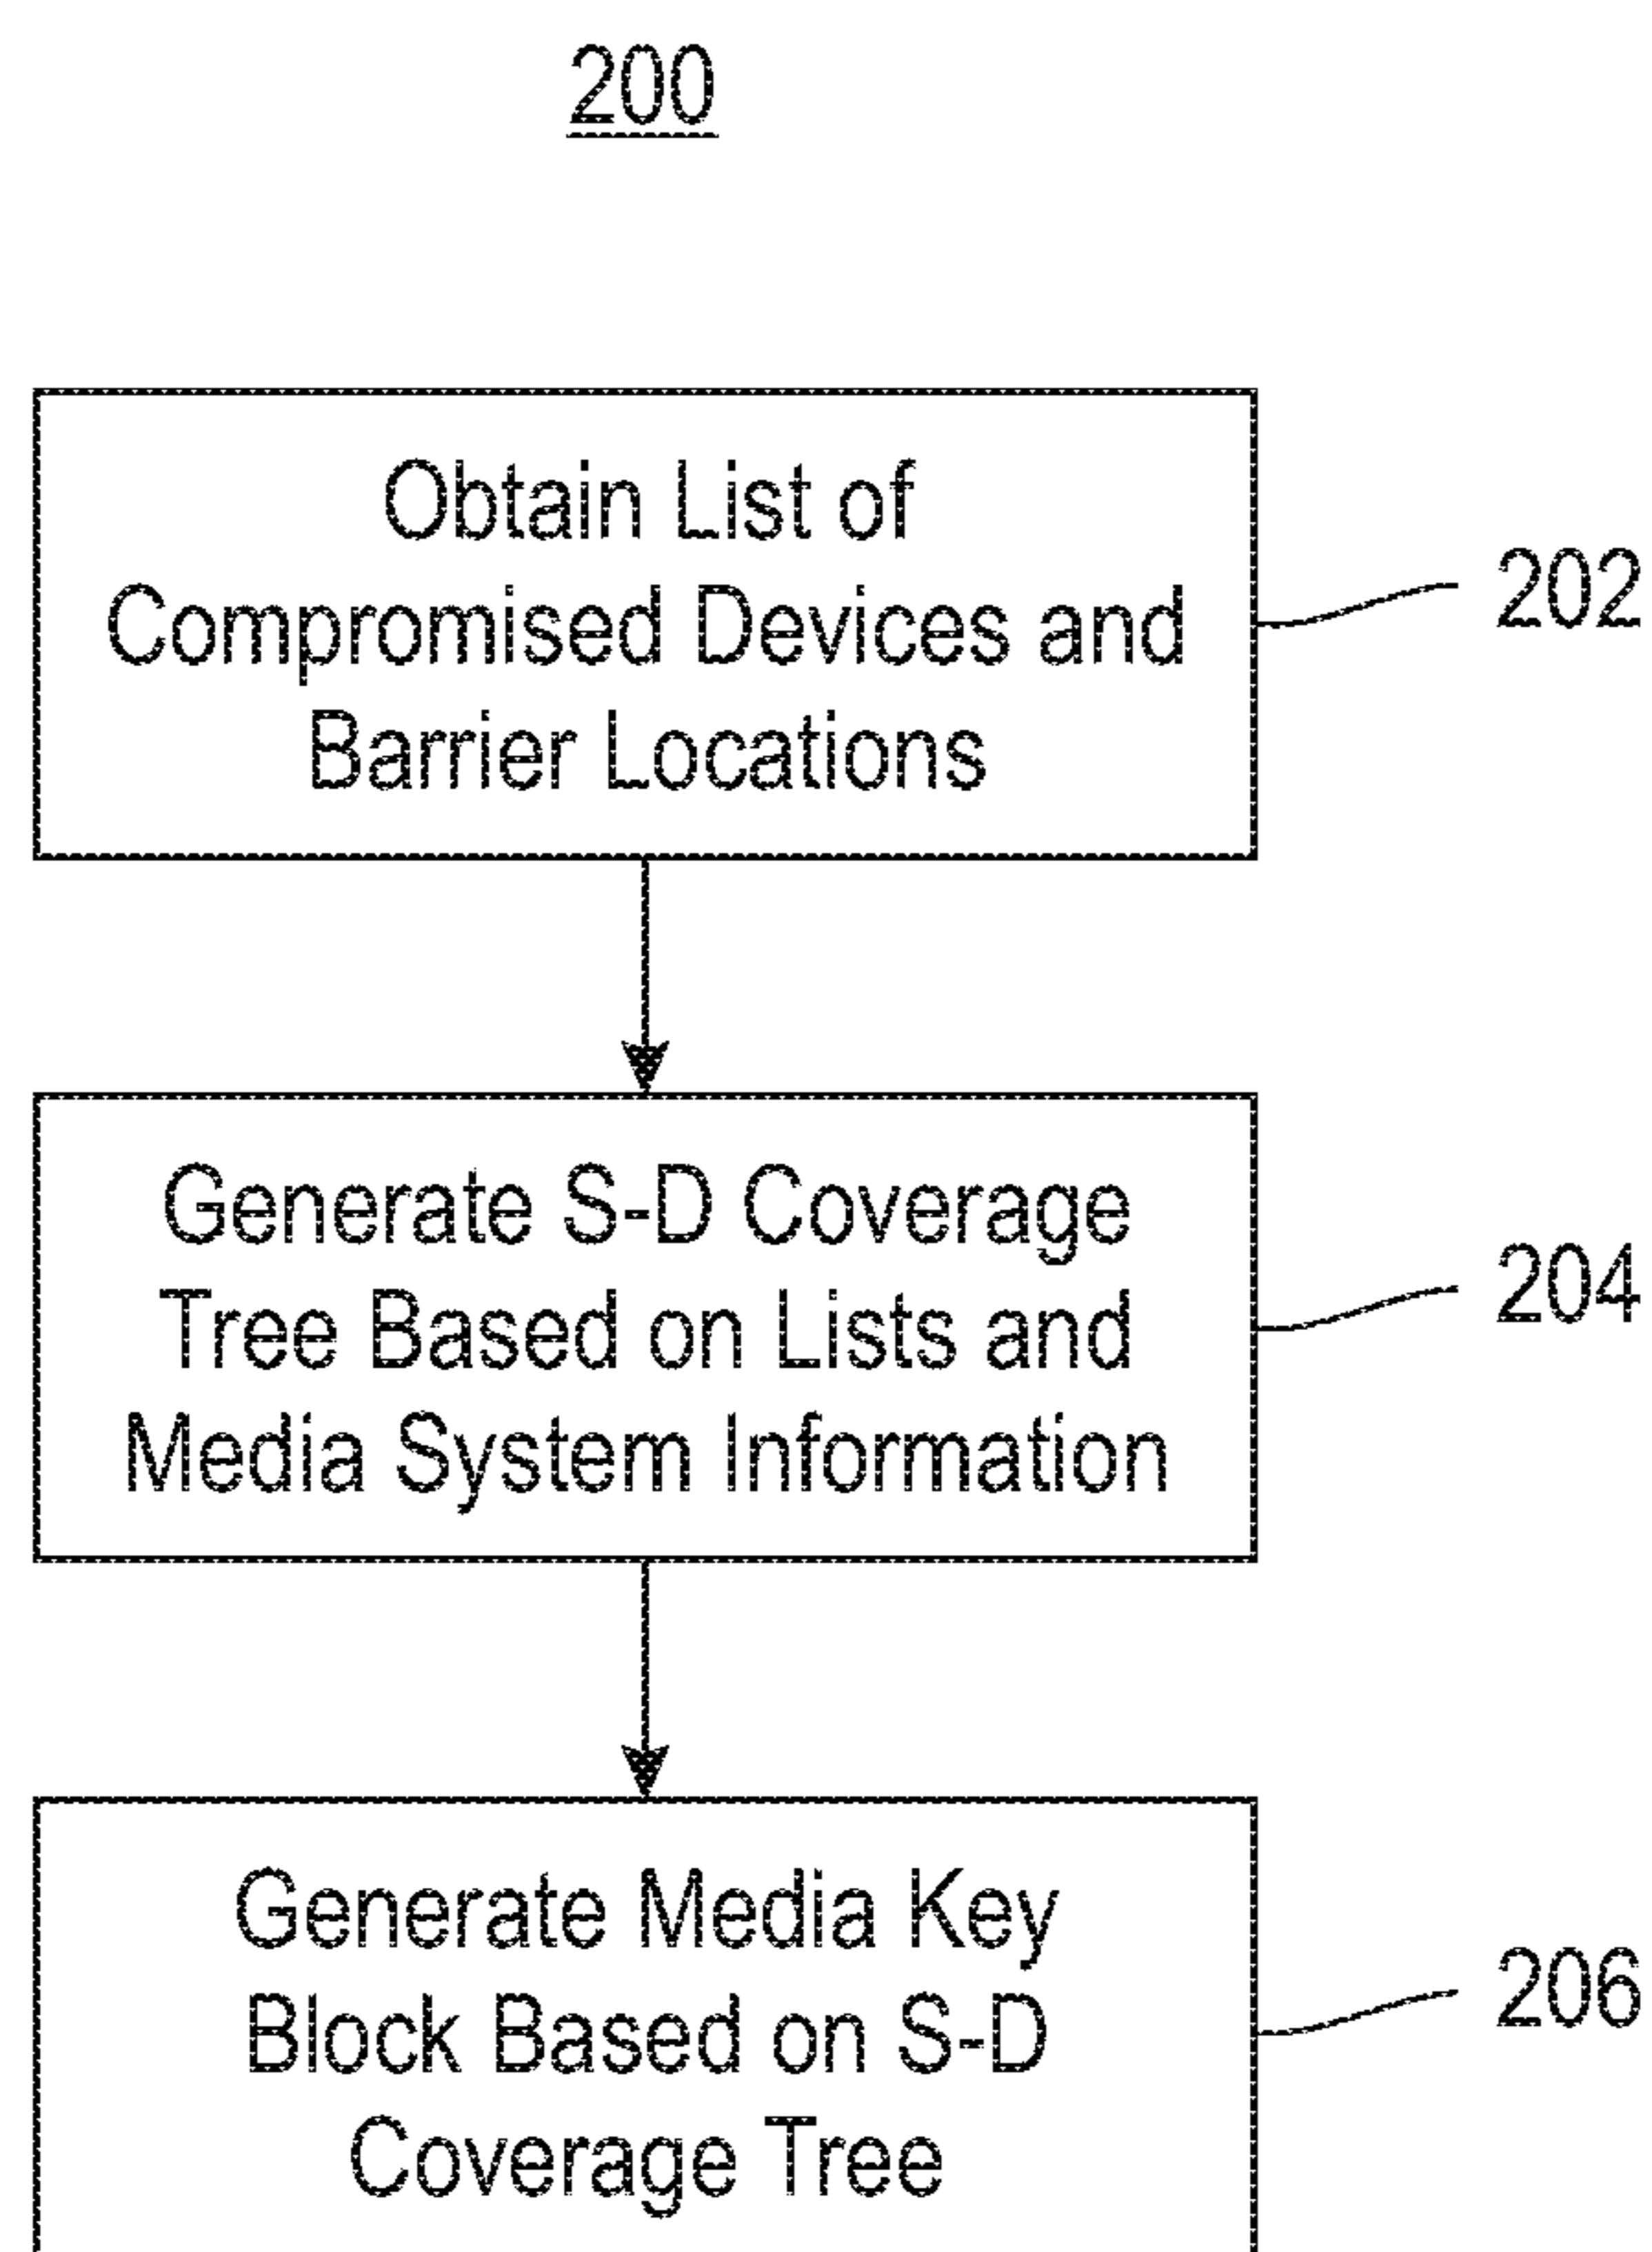 200
Obtain List of
Compromised Devices and
Barrier Locations
202
Generate S-D Coverage
Tree Based on Lists and
Media System Information
204
Generate Media Key
Block Based on S-D
Coverage Tree
206